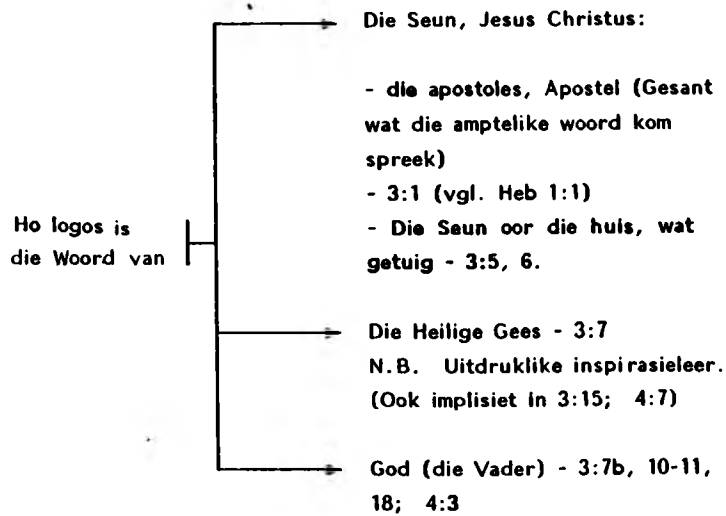 Die Seun, Jesus Christus:
- die apostoles, Apostel (Gesant
wat die amptelike woord kom
spreek)
- 3:1 (vgl. Heb 1:1)
- Die Seun oor die huis, wat
getuig - 3:5, 6.
Ho logos is
die Woord van
Die Heilige Gees - 3:7
N.B. Uitdruklike inspirasieleer.
(Ook implisiet in 3:15; 4:7)
God (die Vader) - 3:7b, 10-11,
18; 4:3